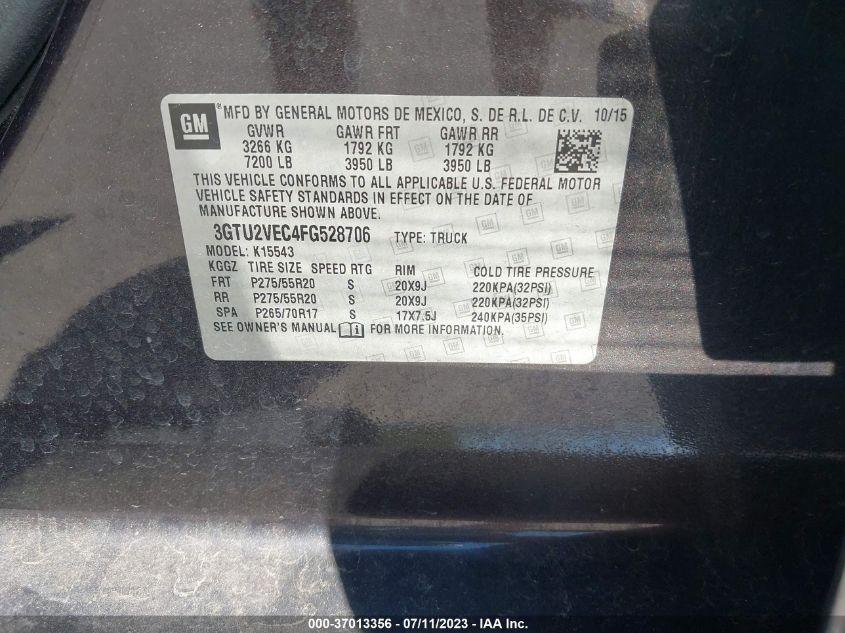 GM
® MFD BY GENERAL MOTORS DE MEXICO, S. DE R.L. DE C.V. 10/15
GVWR GAWR FRT GAWR RR
3266 KG 1792 KG 1792 KG
7200 LB 3950 LB 3950 LB
THIS VEHICLE CONFORMS TO ALL APPLICABLE U.S. FEDERAL MOTOR
VEHICLE SAFETY STANDARDS IN EFFECT ON THE DATE OF
MANUFACTURE SHOWN ABOVE.
3GTU2VEC4FG528706 TYPE: TRUCK
MODEL: K15543
KGGZ TIRE SIZE SPEED RTG RIM COLD TIRE PRESSURE
FRT P275/55R20 S 20X9J 220KPA(32PSI)
RR P275/55R20 S 20X9J 220KPA(32PSI)
SPA P265/70R17 S 17X7.5J 240KPA(35PSI)
SEE OWNER'S MANUAL FOR MORE INFORMATION.
000-37013356 - 07/11/2023 - IAA Inc.